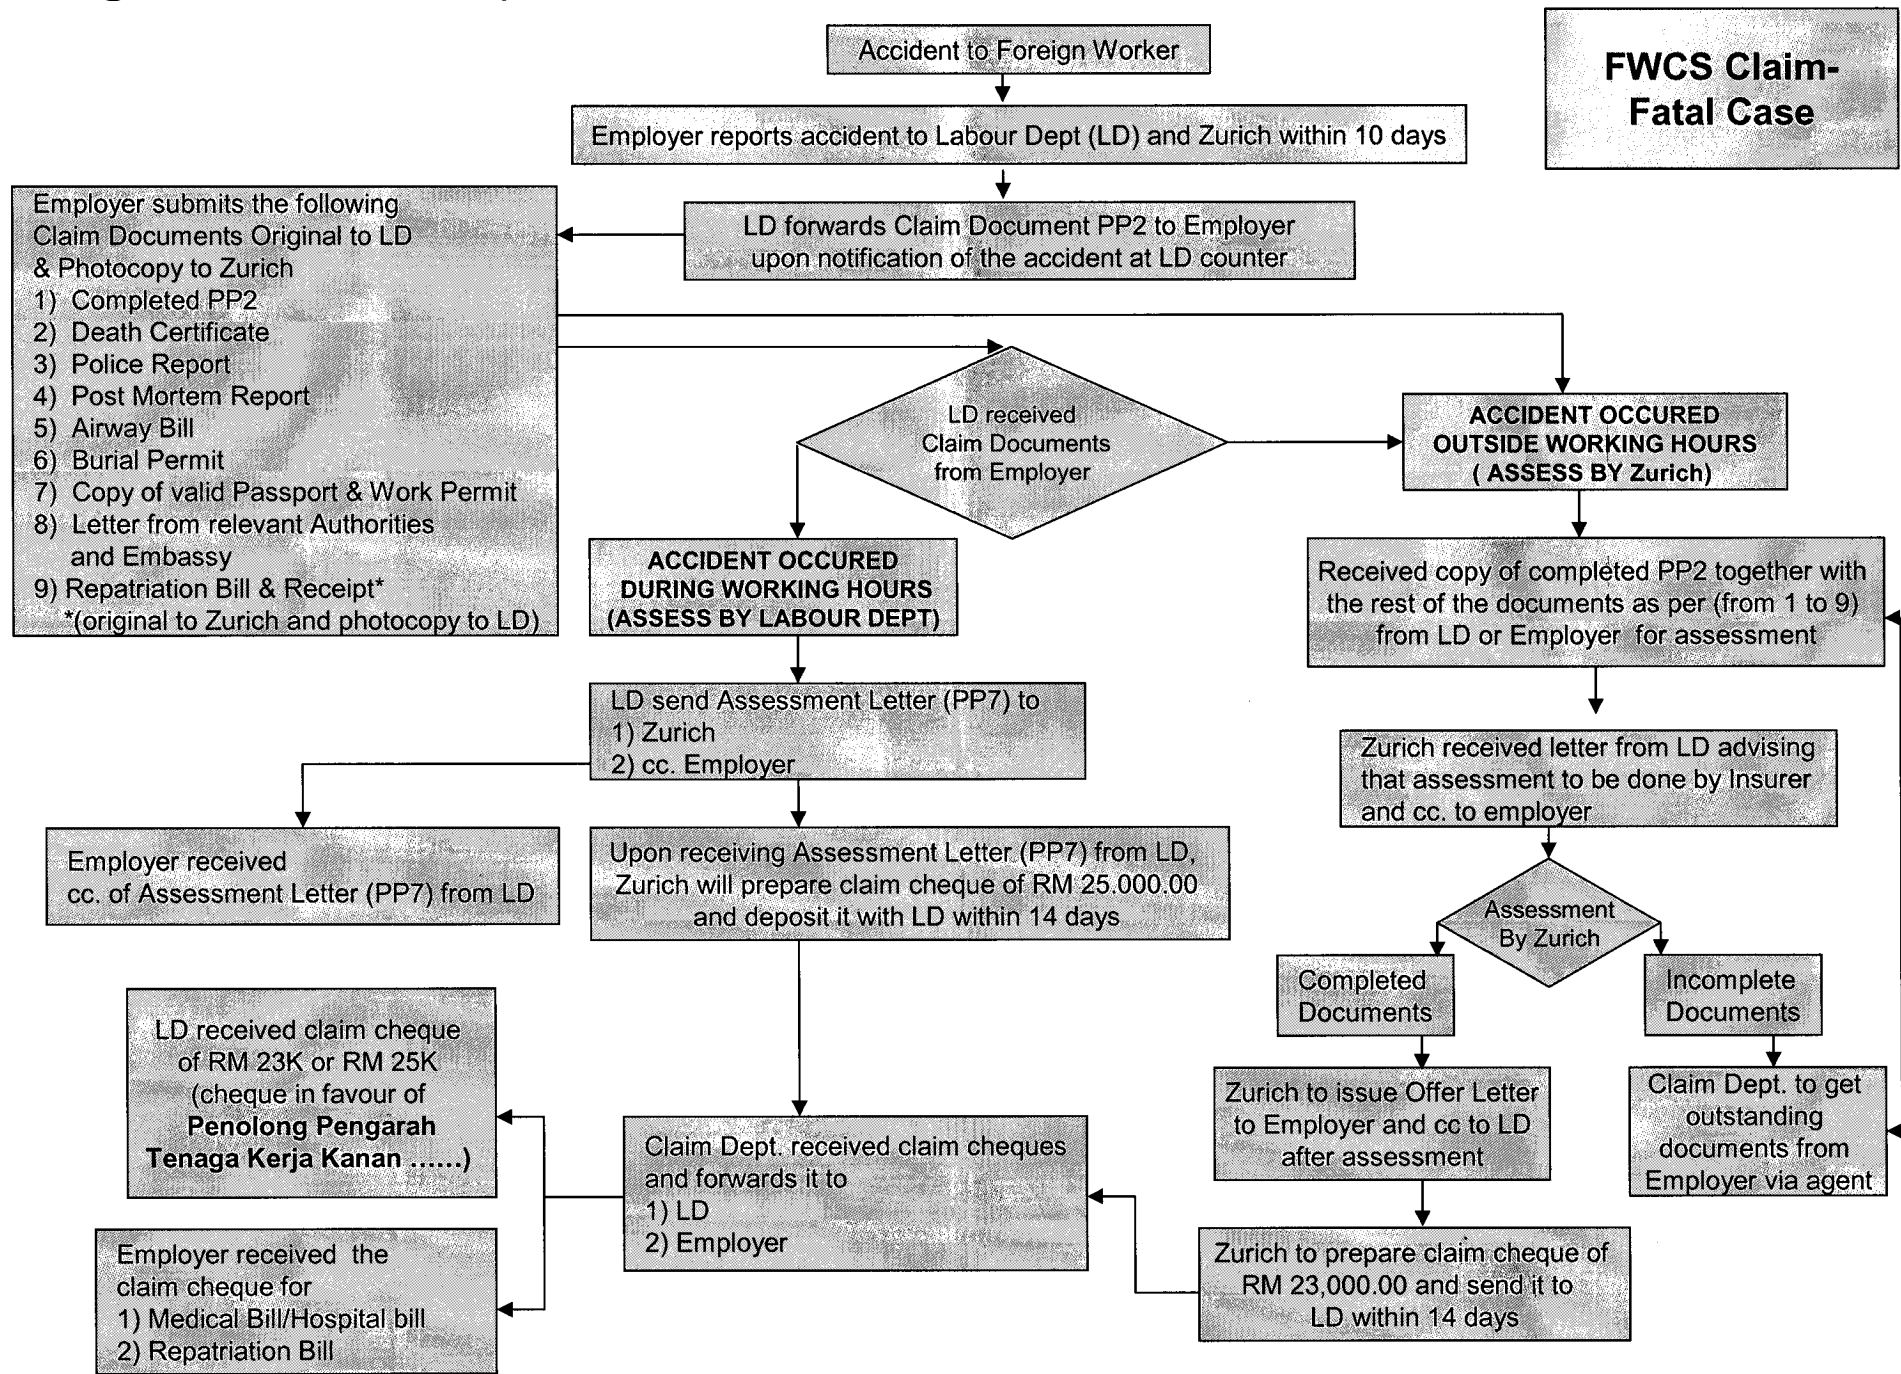 Accident to Foreign Worker
FWCS Claim-
Fatal Case
Employer reports accident to Labour Dept (LD) and Zurich within 10 days
LD forwards Claim Document PP2 to Employer
upon notification of the accident at LD counter
Employer submits the following
Claim Documents Original to LD
& Photocopy to Zurich
1) Completed PP2
2) Death Certificate
3) Police Report
4) Post Mortem Report
5) Airway Bill
6) Burial Permit
7) Copy of valid Passport & Work Permit
8) Letter from relevant Authorities
and Embassy
9) Repatriation Bill & Receipt*
*(original to Zurich and photocopy to LD)
LD received
Claim Documents
from Employer
ACCIDENT OCCURED
OUTSIDE WORKING HOURS
( ASSESS BY Zurich)
ACCIDENT OCCURED
DURING WORKING HOURS
(ASSESS BY LABOUR DEPT)
Received copy of completed PP2 together with
the rest of the documents as per (from 1 to 9)
from LD or Employer for assessment
LD send Assessment Letter (PP7) to
1) Zurich
2) cc. Employer
Zurich received letter from LD advising
that assessment to be done by Insurer
and cc. to employer
Employer received
cc. of Assessment Letter (PP7) from LD
Upon receiving Assessment Letter (PP7) from LD,
Zurich will prepare claim cheque of RM 25.000.00
and deposit it with LD within 14 days
Assessment
By Zurich
Completed
Documents
Incomplete
Documents
LD received claim cheque
of RM 23K or RM 25K
(cheque in favour of
Penolong Pengarah
Tenaga Kerja Kanan ......)
Zurich to issue Offer Letter
to Employer and cc to LD
after assessment
Claim Dept. to get
outstanding
documents from
Employer via agent
Claim Dept. received claim cheques
and forwards it to
1) LD
2) Employer
Employer received the
claim cheque for
1) Medical Bill/Hospital bill
2) Repatriation Bill
Zurich to prepare claim cheque of
RM 23,000.00 and send it to
LD within 14 days